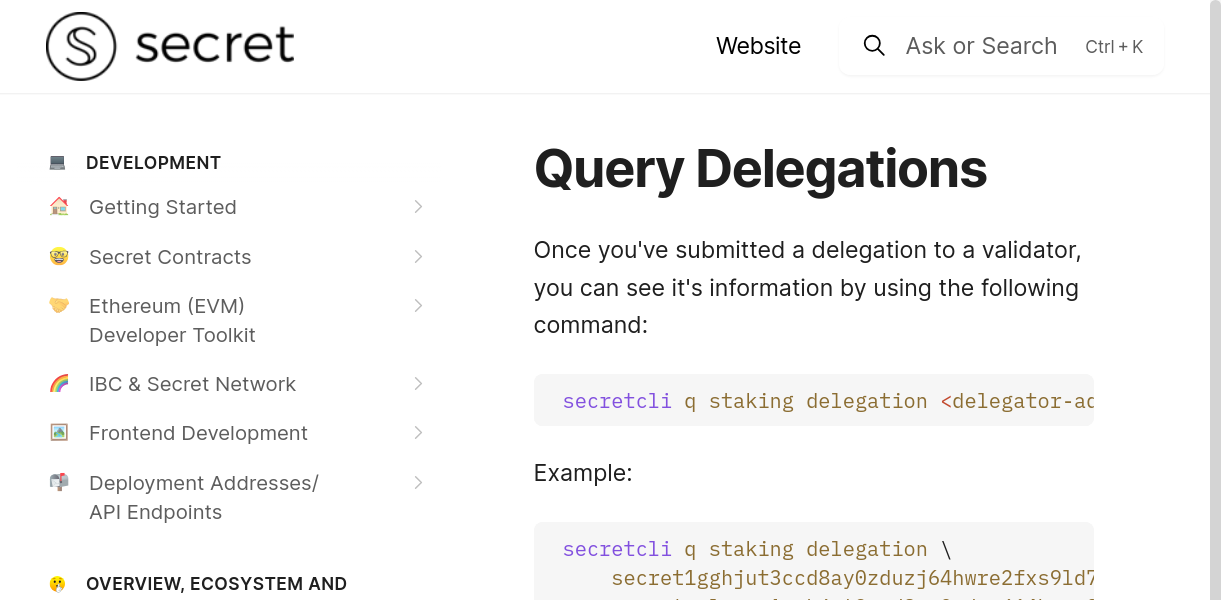 secret
Website
Ask or Search
Ctrl + K
DEVELOPMENT
Getting Started
Secret Contracts
Ethereum (EVM)
Developer Toolkit
IBC & Secret Network
Frontend Development
Deployment Addresses/
API Endpoints
OVERVIEW, ECOSYSTEM AND
Query Delegations
Once you've submitted a delegation to a validator,
you can see it's information by using the following
command:
secretcli q staking delegation <delegator-ad
Example:
secretcli q staking delegation \
secret1gghjut3ccd8ay0zduzj64hwre2fxs9ld7